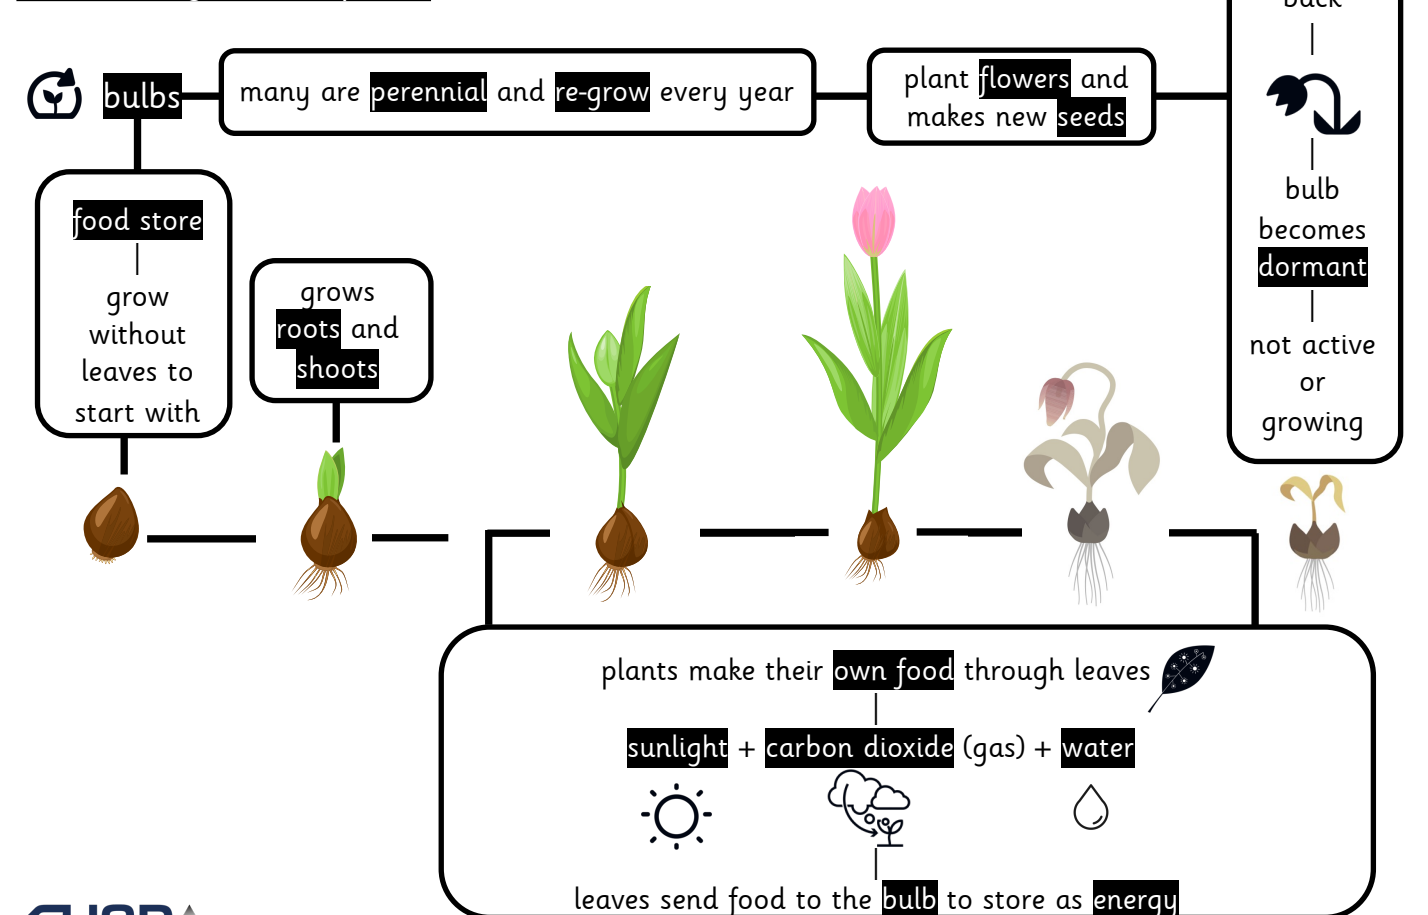 bulbs
many are perennial and re-grow every year
plant flowers and
makes new seeds
back
bulb
becomes
dormant
not active
or
growing
food store
grow
without
leaves to
start with
grows
roots and
shoots
plants make their own food through leaves
sunlight + carbon dioxide (gas) + water
leaves send food to the bulb to store as energy